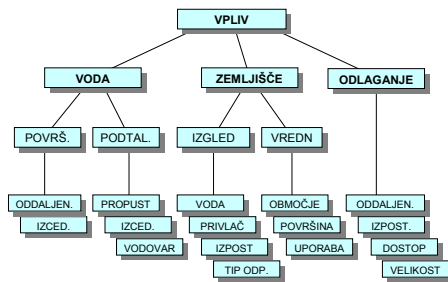 VPLIV
VODA
ZEMLJIŠČE
ODLAGANJE
POVRŠ.
PODTAL.
IZGLED
VREDN
ODDALJEN.
IZCED.
PROPUST
IZCED.
VODOVAR
VODA
PRIVLAČ
IZPOST
TIP ODP.
OBMOČJE
POVRŠINA
UPORABA
ODDALJEN.
IZPOST.
DOSTOP
VELIKOST